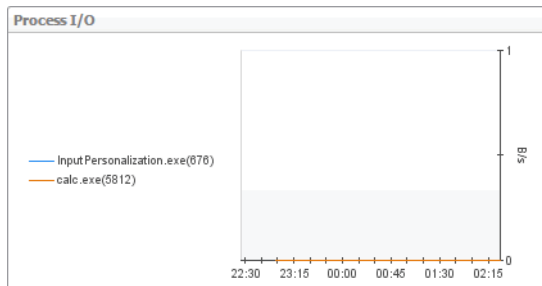 Process I/O
1
B/s
InputPersonalization.exe(676)
calc.exe(5812)
0
22:30 23:15 00:00 00:45 01:30 02:15